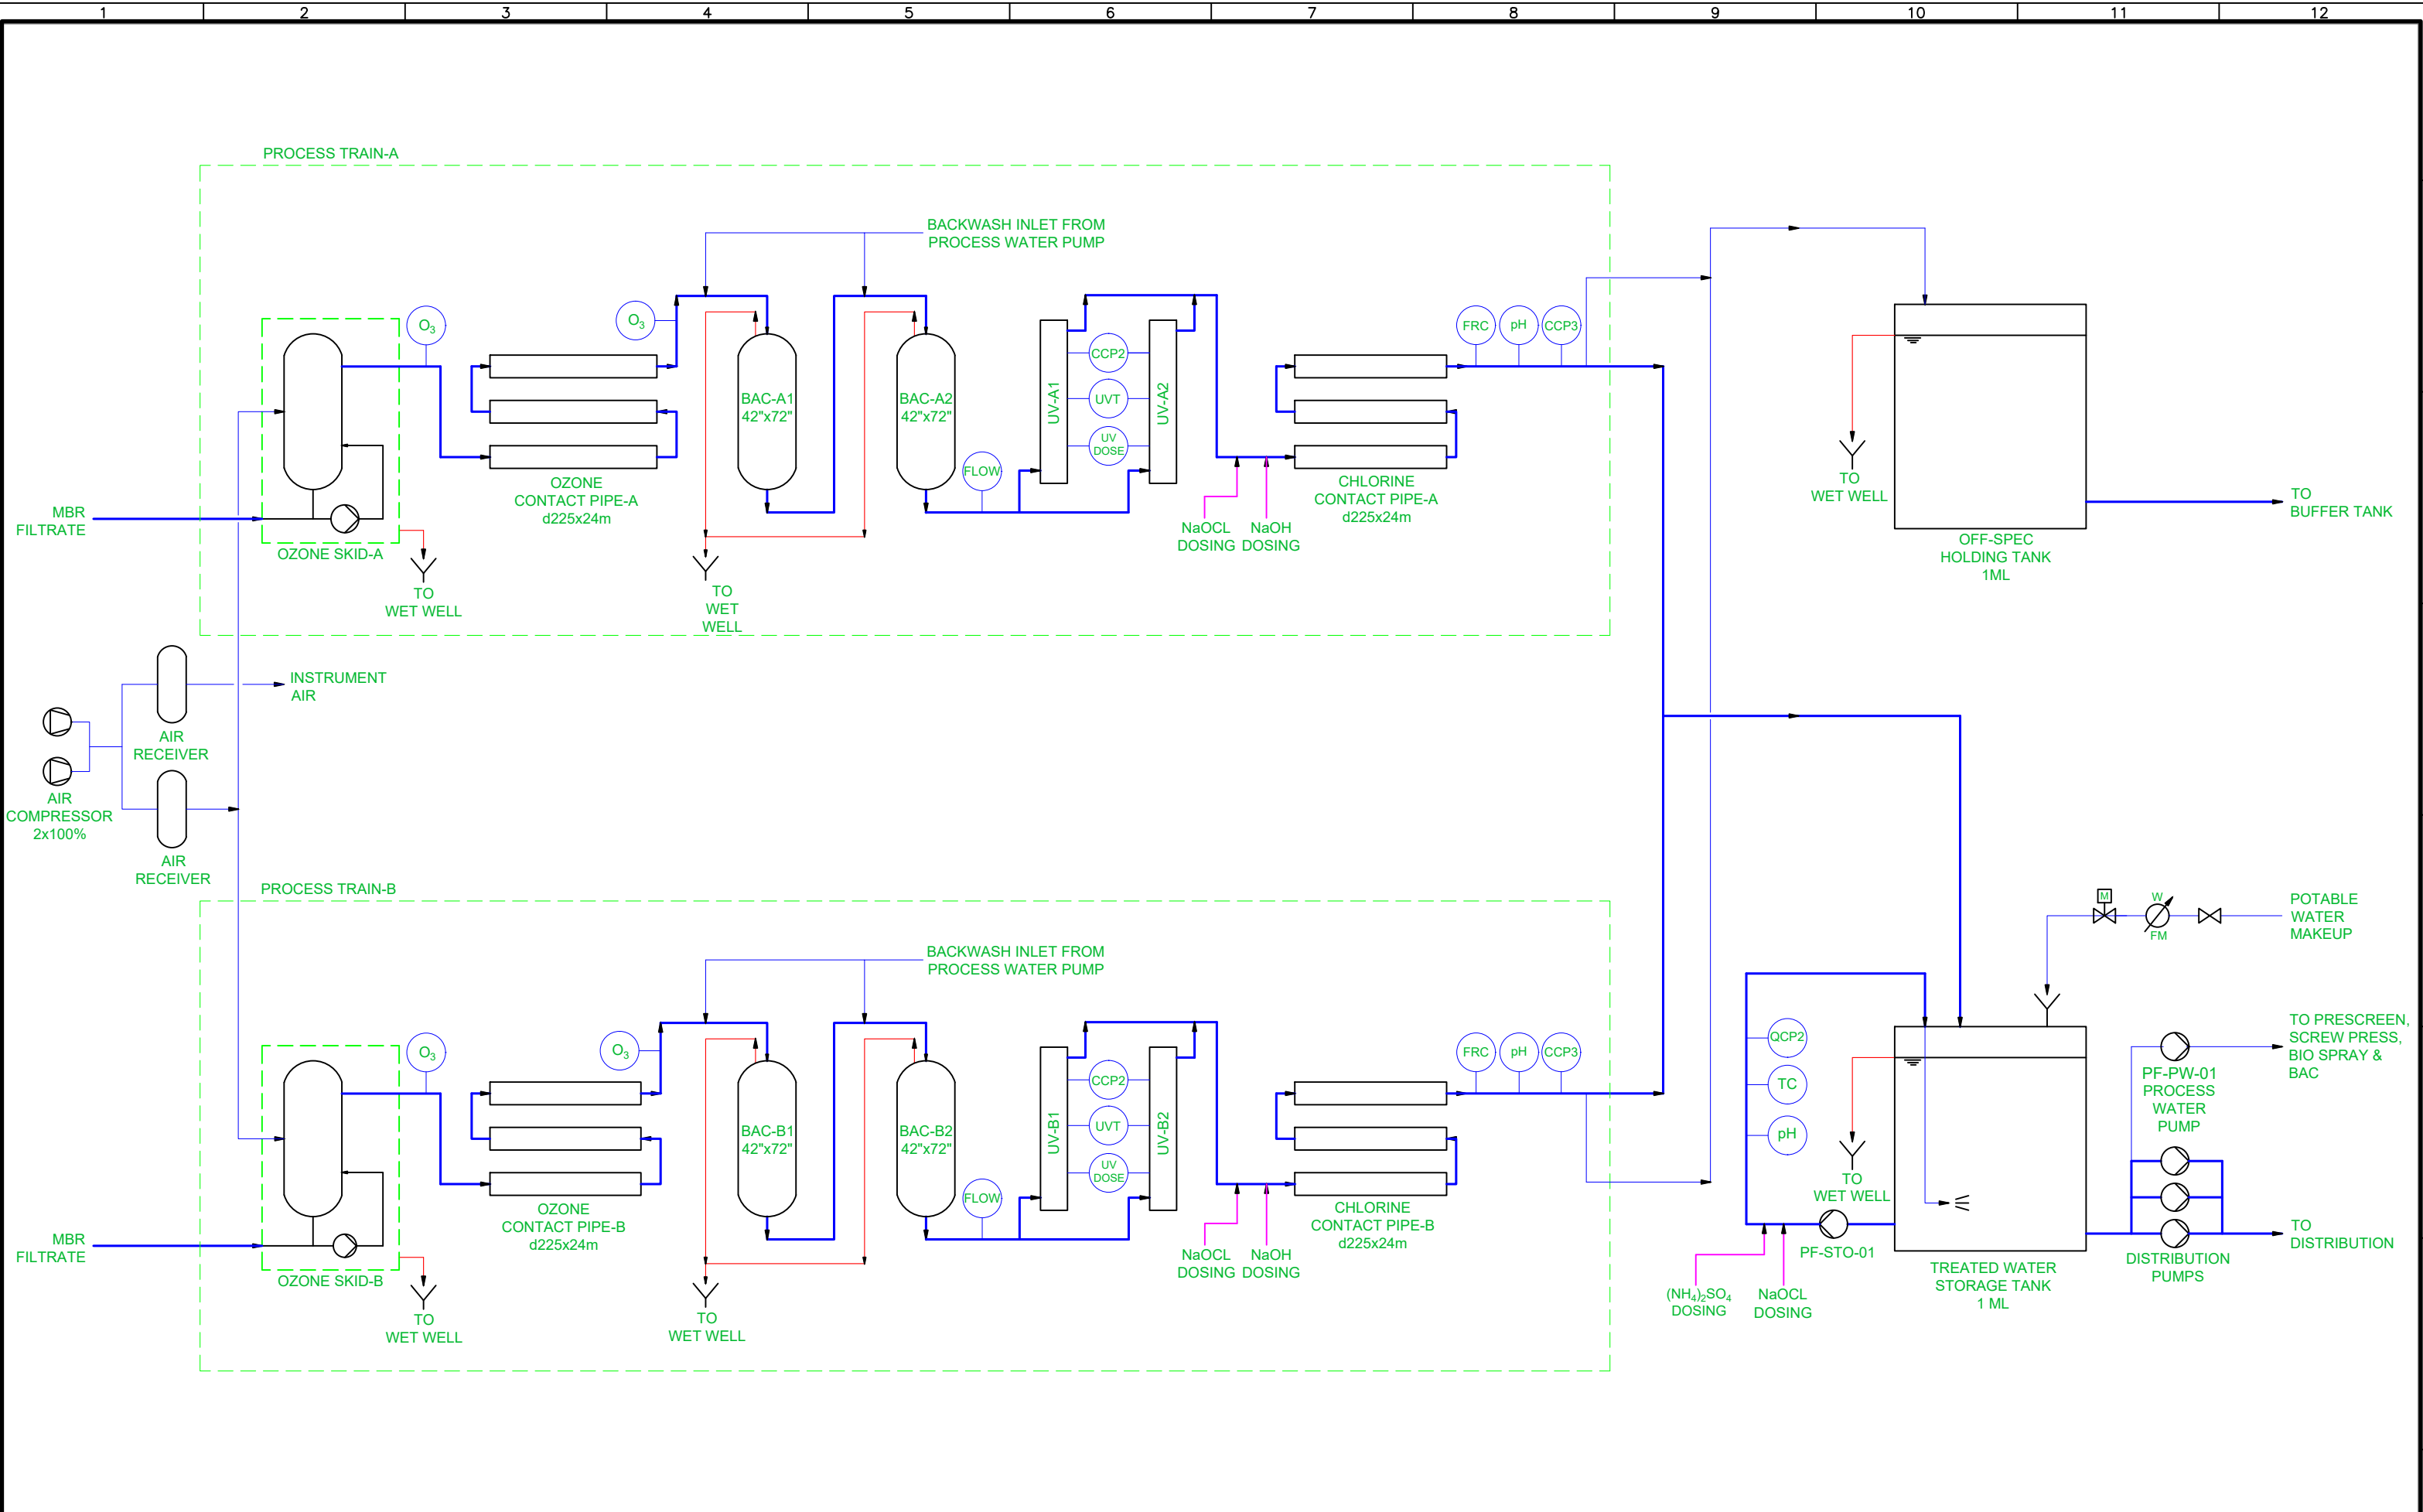 1 2 3 4 5 6 7 8 9 10 11 12
PROCESS TRAIN-A
BACKWASH INLET FROM
PROCESS WATER PUMP
O₃
O₃
BAC-A1
42"x72"
BAC-A2
42"x72"
UV-A1
CCP2
UVT
UV
DOSE
UV-A2
FLOW
FRC
pH
CCP3
MBR
FILTRATE
OZONE SKID-A
TO
WET WELL
OZONE
CONTACT PIPE-A
d225x24m
TO
WET
WELL
NaOCL
DOSING
NaOH
DOSING
CHLORINE
CONTACT PIPE-A
d225x24m
TO
WET WELL
OFF-SPEC
HOLDING TANK
1ML
TO
BUFFER TANK
INSTRUMENT
AIR
AIR
RECEIVER
AIR
COMPRESSOR
2x100%
AIR
RECEIVER
PROCESS TRAIN-B
BACKWASH INLET FROM
PROCESS WATER PUMP
O₃
O₃
BAC-B1
42"x72"
BAC-B2
42"x72"
UV-B1
CCP2
UVT
UV
DOSE
UV-B2
FLOW
FRC
pH
CCP3
MBR
FILTRATE
OZONE SKID-B
TO
WET WELL
OZONE
CONTACT PIPE-B
d225x24m
TO
WET WELL
NaOCL
DOSING
NaOH
DOSING
CHLORINE
CONTACT PIPE-B
d225x24m
M
W
FM
POTABLE
WATER
MAKEUP
QCP2
TC
pH
PF-STO-01
(NH₄)₂SO₄
DOSING
NaOCL
DOSING
TO
WET WELL
TREATED WATER
STORAGE TANK
1 ML
PF-PW-01
PROCESS
WATER
PUMP
TO PRESCREEN,
SCREW PRESS,
BIO SPRAY &
BAC
DISTRIBUTION
PUMPS
TO
DISTRIBUTION